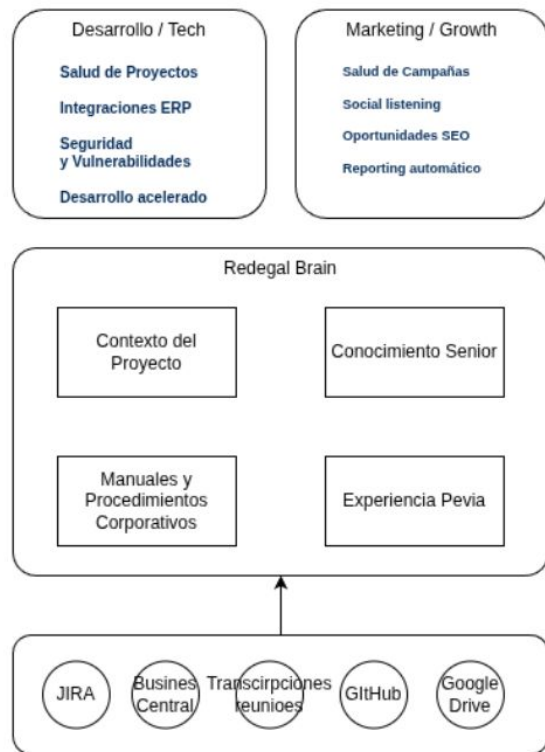 Desarrollo / Tech
Salud de Proyectos
Integraciones ERP
Seguridad
y Vulnerabilidades
Desarrollo acelerado
Marketing / Growth
Salud de Campañas
Social listening
Oportunidades SEO
Reporting automático
Redegal Brain
Contexto del
Proyecto
Conocimiento Senior
Manuales y
Procedimientos
Corporativos
Experiencia Pevia
JIRA
Busines
Central
Transcirpciones
reunioes
GItHub
Google
Drive